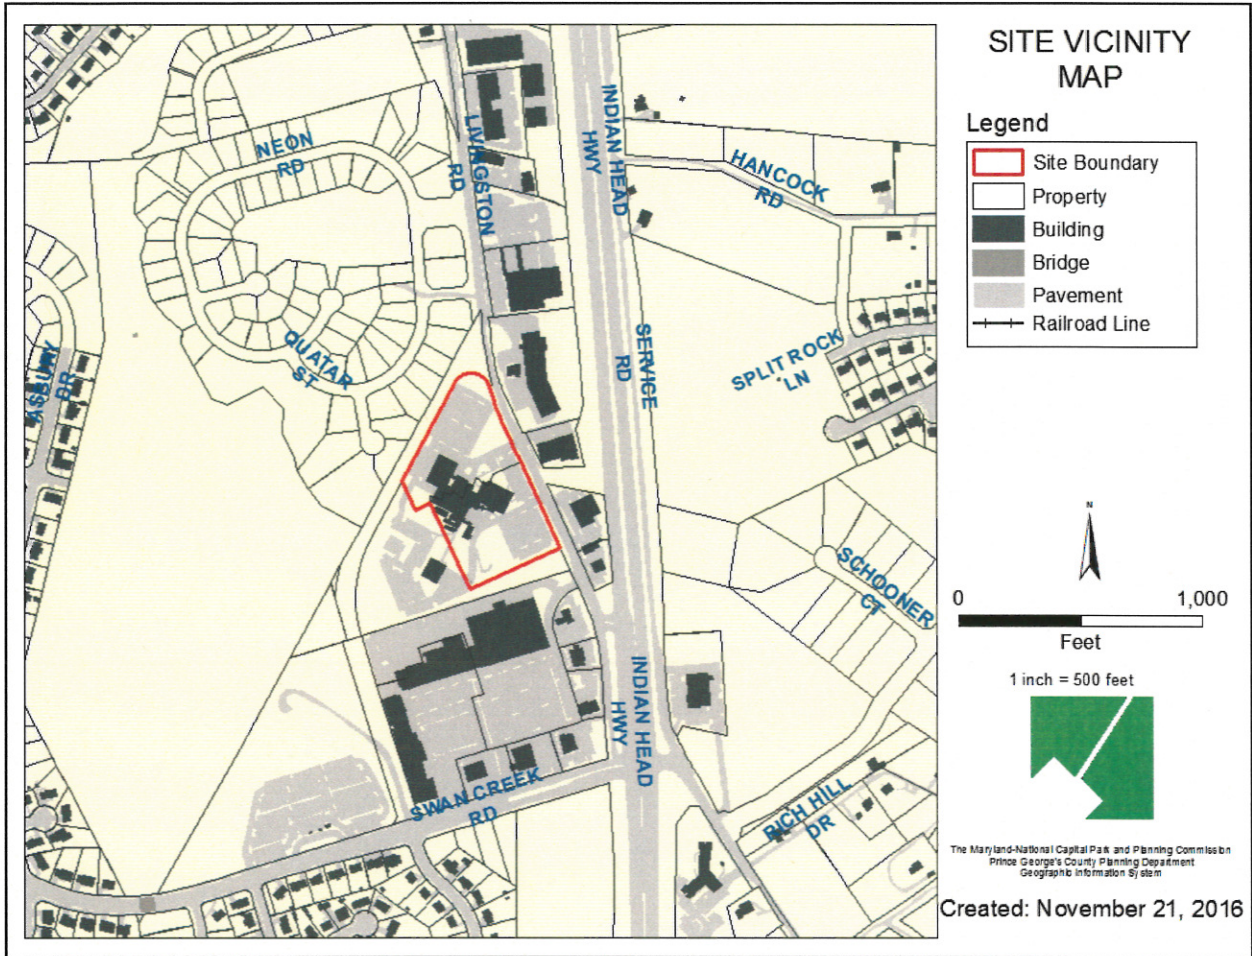 SITE VICINITY
MAP
Legend
Site Boundary
Property
Building
Bridge
Pavement
Railroad Line
NEON
RD
LIVINGSTON
RD
INDIAN HEAD
HWY
HANCOCK
RD
QUATAR
ST
SERVICE
RD
SPLIT ROCK
LN
ASBURY
DR
SCHOONER
CT
INDIAN HEAD
HWY
SWAN CREEK
RD
RICH HILL
DR
N
0 1,000
Feet
1 inch = 500 feet
The Maryland-National Capital Park and Planning Commission
Prince George's County Planning Department
Geographic Information System
Created: November 21, 2016